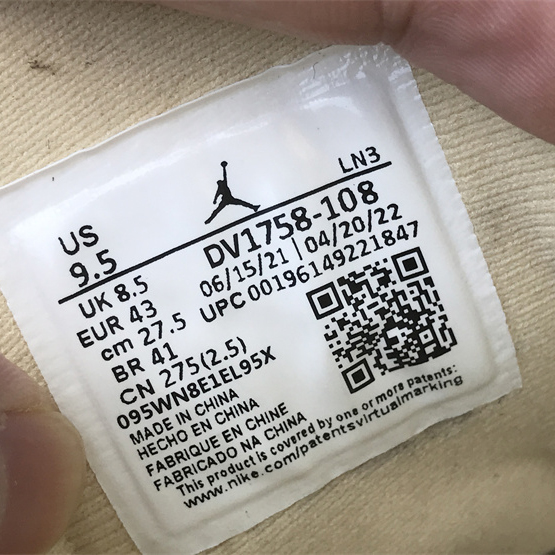 LN3
US
9.5
DV1758-108
UK 8.5
06/15/21 | 04/20/22
EUR 43
UPC 00196149221847
cm 27.5
BR 41
CN 275(2.5)
095WN8E1EL95X
MADE IN CHINA
HECHO EN CHINA
FABRIQUE EN CHINE
FABRICADO NA CHINA
This product is covered by one or more patents:
www.nike.com/patentsvirtualmarking